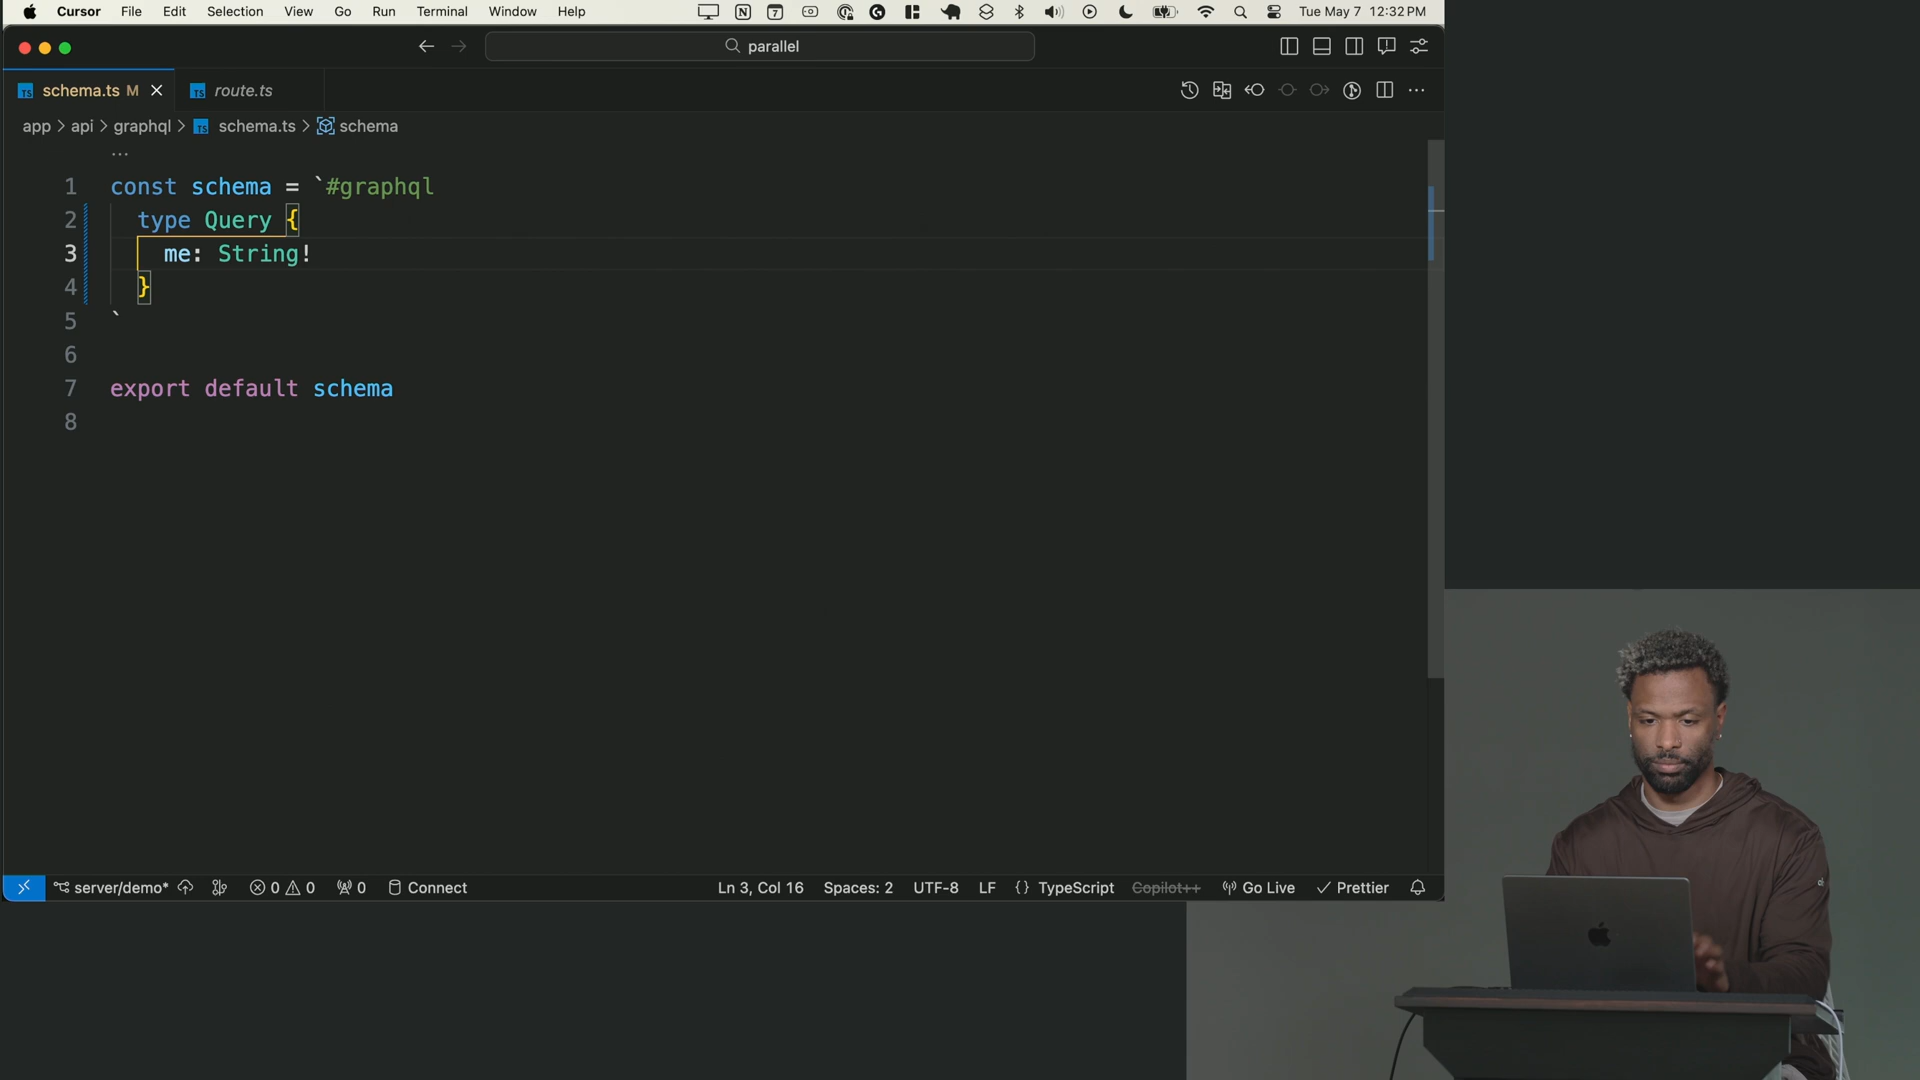 Cursor File Edit Selection View Go Run Terminal Window Help Tue May 7 12:32 PM
parallel
schema.ts M route.ts
app > api > graphql > schema.ts > schema
...
1 const schema = `#graphql
2 type Query {
3 me: String!
4 }
5 `
6
7 export default schema
8
server/demo* 0 0 0 Connect Ln 3, Col 16 Spaces: 2 UTF-8 LF {} TypeScript Copilot++ Go Live Prettier